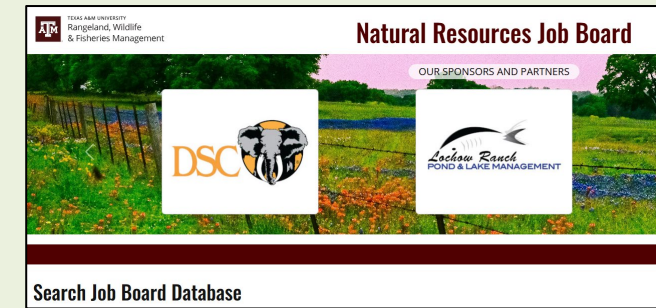 TEXAS A&M UNIVERSITY
Rangeland, Wildlife
& Fisheries Management
Natural Resources Job Board
OUR SPONSORS AND PARTNERS
DSC
Lochow Ranch
POND & LAKE MANAGEMENT
Search Job Board Database